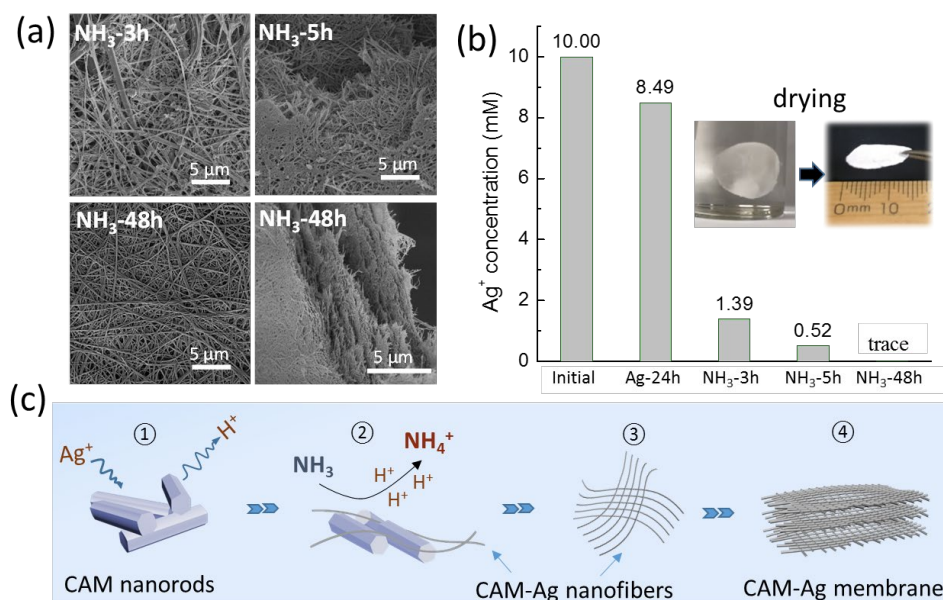 (a)
NH₃-3h
5 μm
NH₃-5h
5 μm
NH₃-48h
5 μm
NH₃-48h
5 μm
(b)
Ag⁺ concentration (mM)
10
8
6
4
2
0
10.00
8.49
1.39
0.52
trace
drying
0mm 10
Initial
Ag-24h
NH₃-3h
NH₃-5h
NH₃-48h
(c)
①
Ag⁺
H⁺
CAM nanorods
②
NH₃
NH₄⁺
H⁺
H⁺
H⁺
③
CAM-Ag nanofibers
④
CAM-Ag membrane